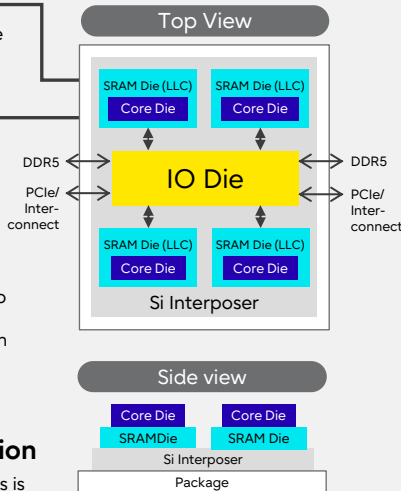 Top View
SRAM Die (LLC)
Core Die
SRAM Die (LLC)
Core Die
DDR5
PCIe/
Inter-
connect
IO Die
DDR5
PCIe/
Inter-
connect
SRAM Die (LLC)
Core Die
SRAM Die (LLC)
Core Die
Si Interposer
Side view
Core Die
Core Die
SRAMDie
SRAM Die
Si Interposer
Package
s is